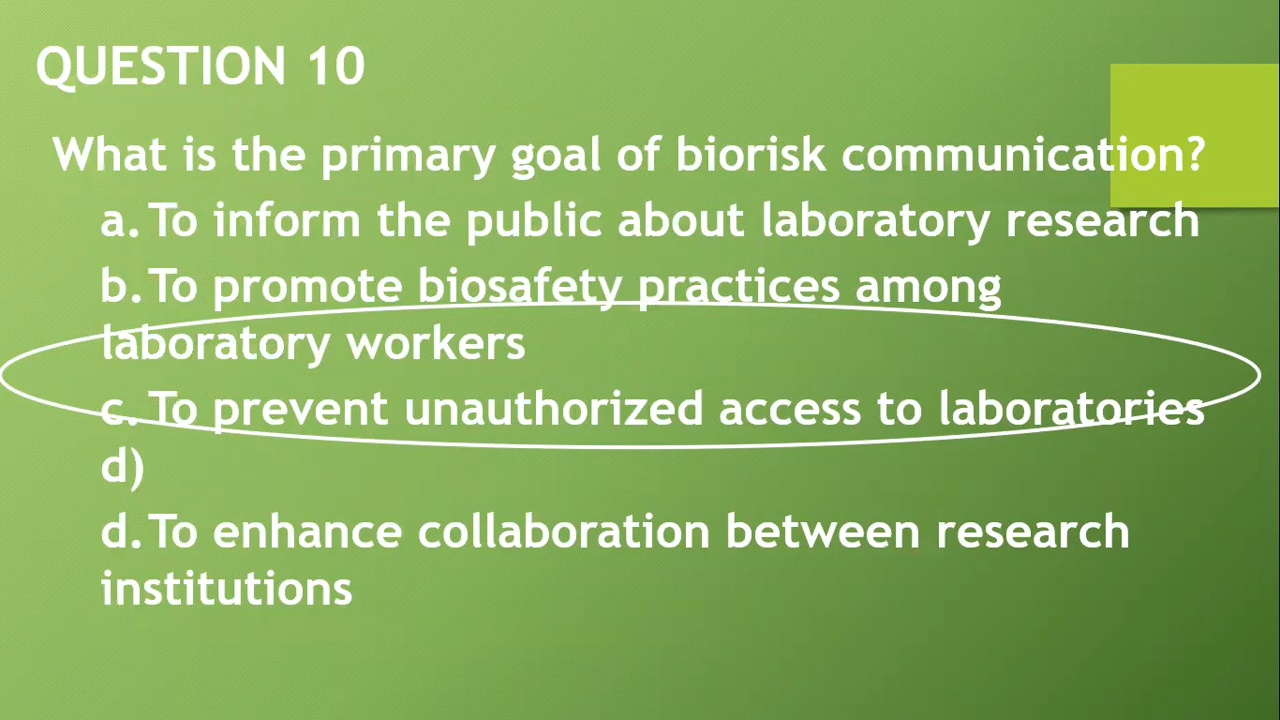 QUESTION 10
What is the primary goal of biorisk communication?
a. To inform the public about laboratory research
b. To promote biosafety practices among
laboratory workers
c. To prevent unauthorized access to laboratories
d)
d. To enhance collaboration between research
institutions